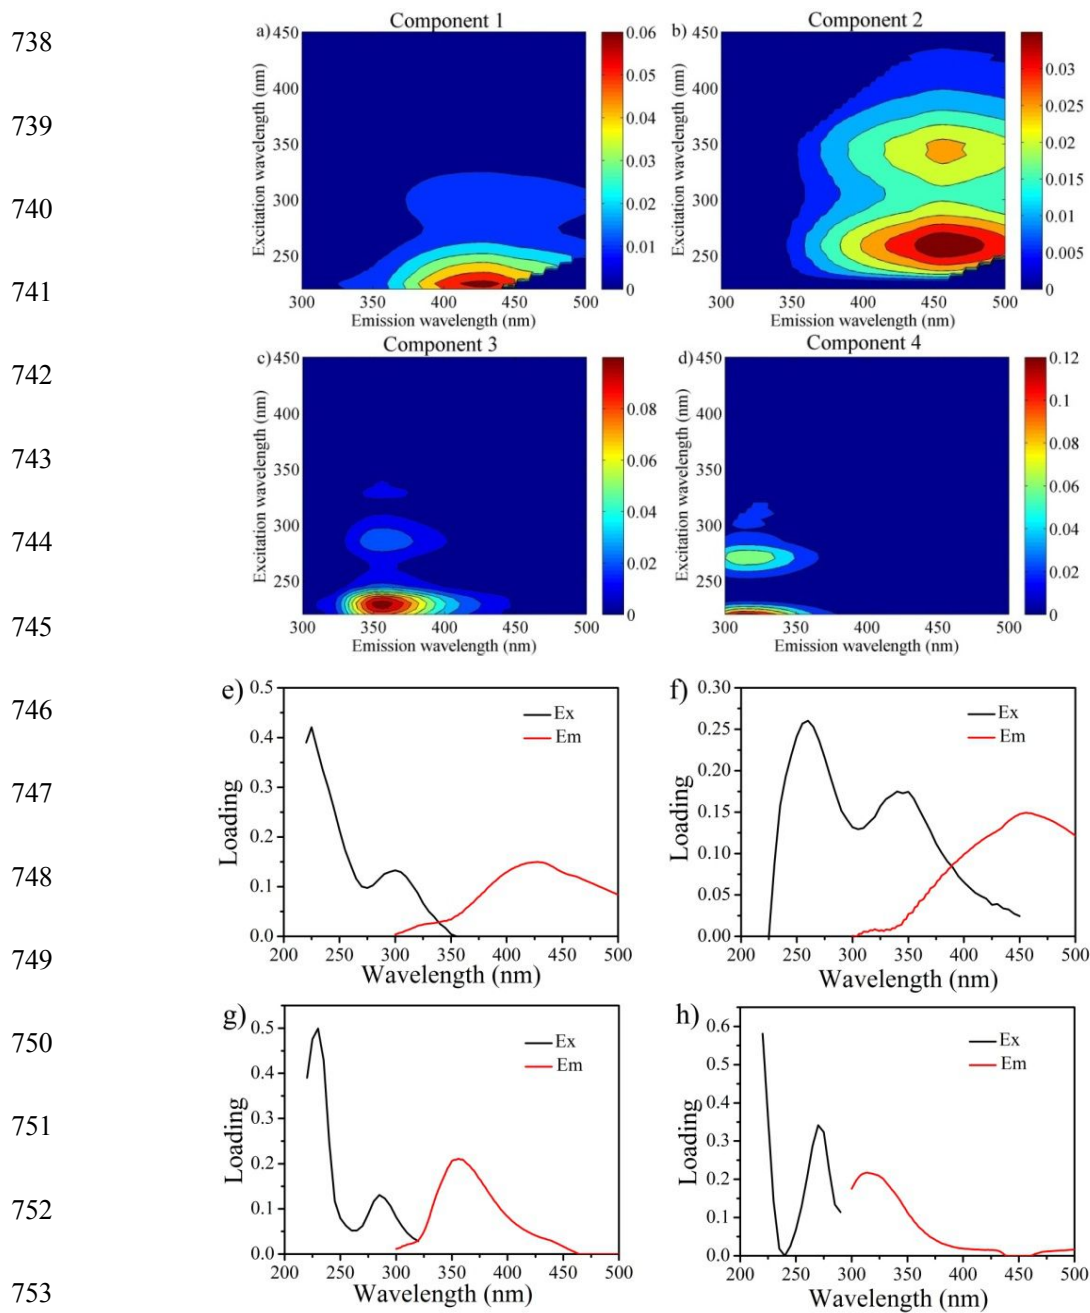 738
739
740
741
742
743
744
745
746
747
748
749
750
751
752
753
Component 1
a) 450
400
350
300
250
Excitation wavelength (nm)
300 350 400 450 500
Emission wavelength (nm)
0.06
0.05
0.04
0.03
0.02
0.01
0
Component 2
b) 450
400
350
300
250
Excitation wavelength (nm)
300 350 400 450 500
Emission wavelength (nm)
0.03
0.025
0.02
0.015
0.01
0.005
0
Component 3
c) 450
400
350
300
250
Excitation wavelength (nm)
300 350 400 450 500
Emission wavelength (nm)
0.08
0.06
0.04
0.02
0
Component 4
d) 450
400
350
300
250
Excitation wavelength (nm)
300 350 400 450 500
Emission wavelength (nm)
0.12
0.1
0.08
0.06
0.04
0.02
0
e)
0.5
0.4
0.3
0.2
0.1
0.0
Loading
Ex
Em
200 250 300 350 400 450 500
Wavelength (nm)
f)
0.30
0.25
0.20
0.15
0.10
0.05
0.00
Loading
Ex
Em
200 250 300 350 400 450 500
Wavelength (nm)
g)
0.5
0.4
0.3
0.2
0.1
0.0
Loading
Ex
Em
200 250 300 350 400 450 500
Wavelength (nm)
h)
0.6
0.5
0.4
0.3
0.2
0.1
0.0
Loading
Ex
Em
200 250 300 350 400 450 500
Wavelength (nm)